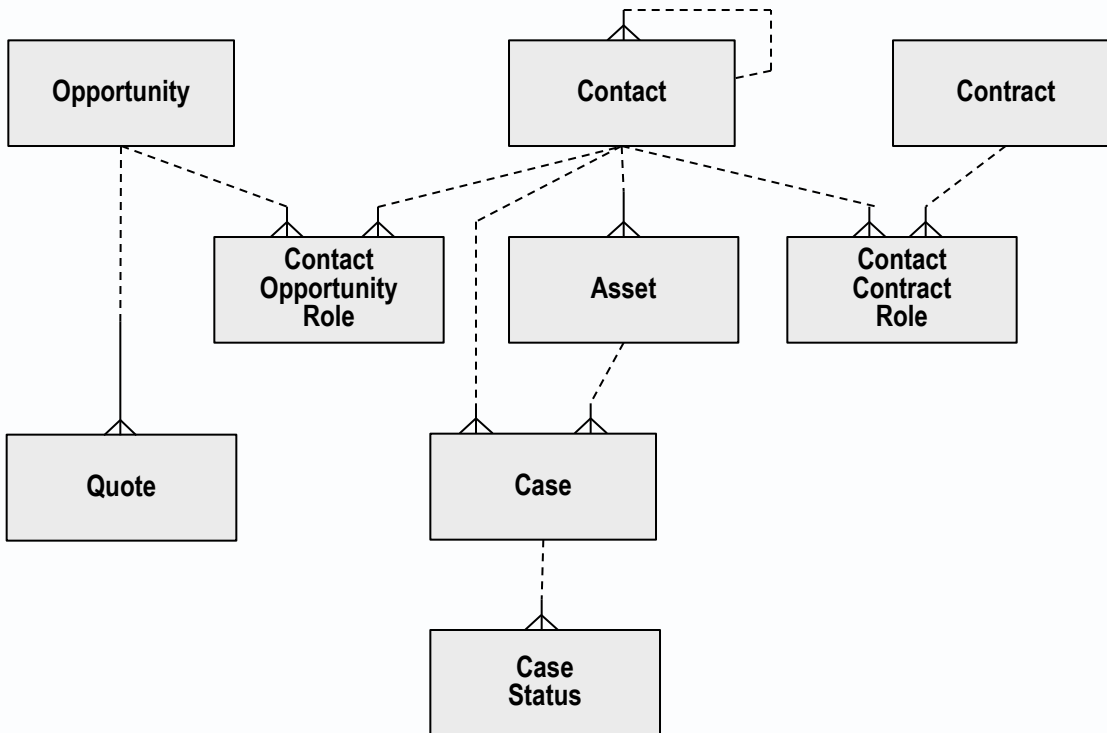 Opportunity
Contact
Contract
Contact
Opportunity
Role
Asset
Contact
Contract
Role
Quote
Case
Case
Status